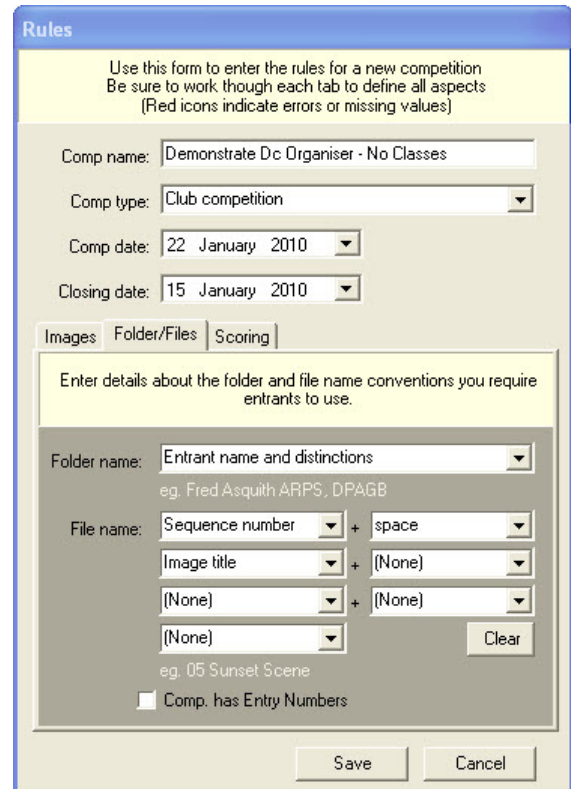 Rules
Use this form to enter the rules for a new competition
Be sure to work though each tab to define all aspects
(Red icons indicate errors or missing values)
Comp name: Demonstrate Dc Organiser - No Classes
Comp type: Club competition
Comp date: 22 January 2010
Closing date: 15 January 2010
Images Folder/Files Scoring
Enter details about the folder and file name conventions you require
entrants to use.
Folder name: Entrant name and distinctions
eg. Fred Asquith ARPS, DPAGB
File name: Sequence number + space
Image title + (None)
(None) + (None)
(None) Clear
eg. 05 Sunset Scene
Comp. has Entry Numbers
Save Cancel